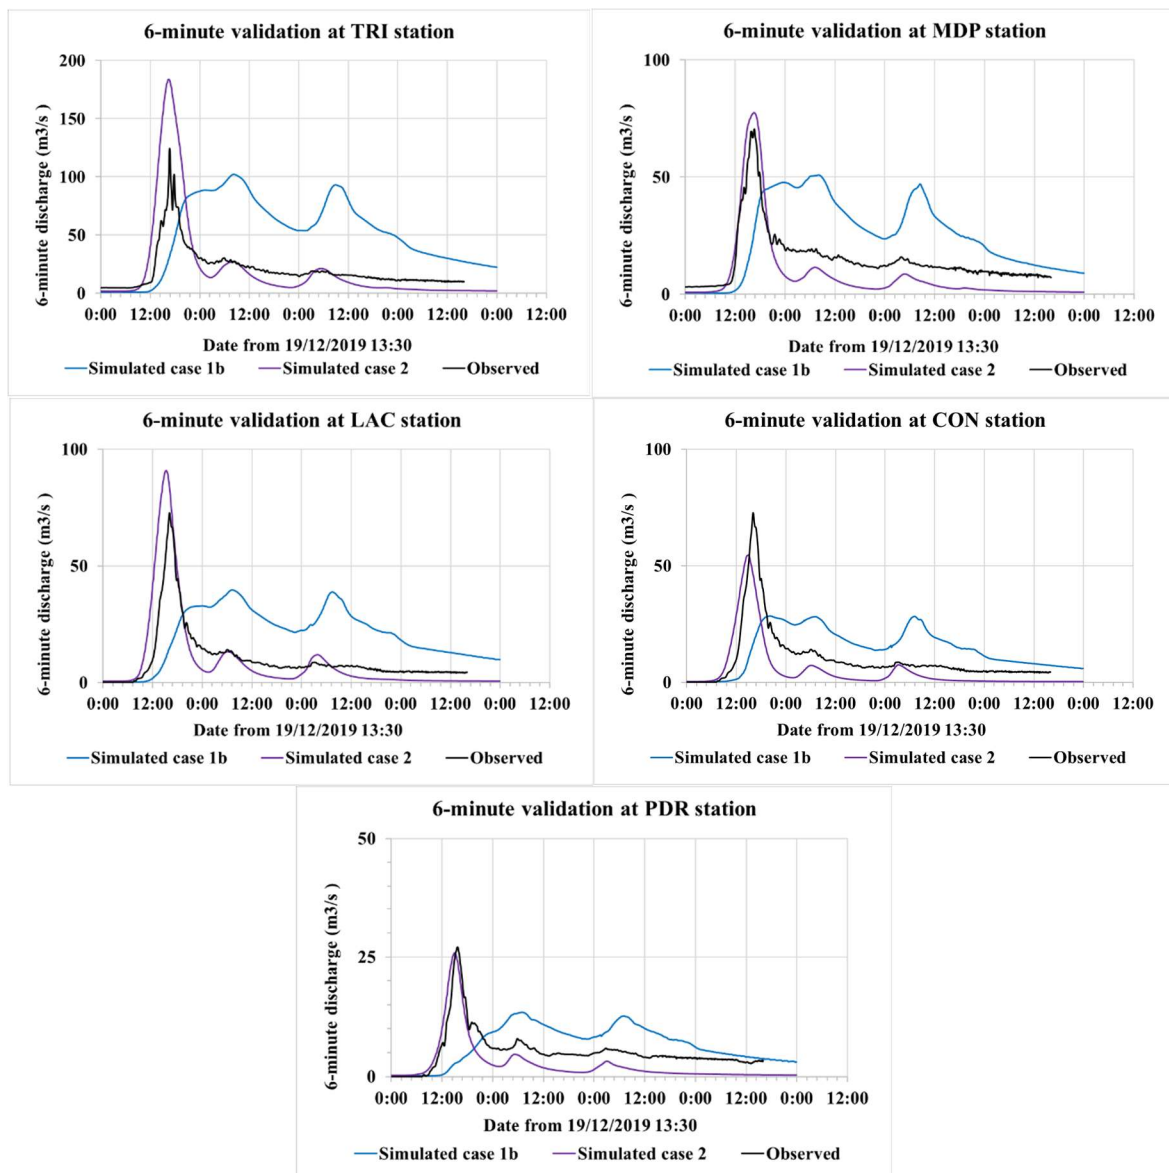 6-minute validation at TRI station
6-minute discharge (m3/s )
200
150
100
50
0
0:00 12:00 0:00 12:00 0:00 12:00 0:00 12:00 0:00 12:00
Date from 19/12/2019 13:30
Simulated case 1b Simulated case 2 Observed
6-minute validation at MDP station
6-minute discharge (m3/s )
100
50
0
0:00 12:00 0:00 12:00 0:00 12:00 0:00 12:00 0:00 12:00
Date from 19/12/2019 13:30
Simulated case 1b Simulated case 2 Observed
6-minute validation at LAC station
6-minute discharge (m3/s )
100
50
0
0:00 12:00 0:00 12:00 0:00 12:00 0:00 12:00 0:00 12:00
Date from 19/12/2019 13:30
Simulated case 1b Simulated case 2 Observed
6-minute validation at CON station
6-minute discharge (m3/s )
100
50
0
0:00 12:00 0:00 12:00 0:00 12:00 0:00 12:00 0:00 12:00
Date from 19/12/2019 13:30
Simulated case 1b Simulated case 2 Observed
6-minute validation at PDR station
6-minute discharge (m3/s )
50
25
0
0:00 12:00 0:00 12:00 0:00 12:00 0:00 12:00 0:00 12:00
Date from 19/12/2019 13:30
Simulated case 1b Simulated case 2 Observed